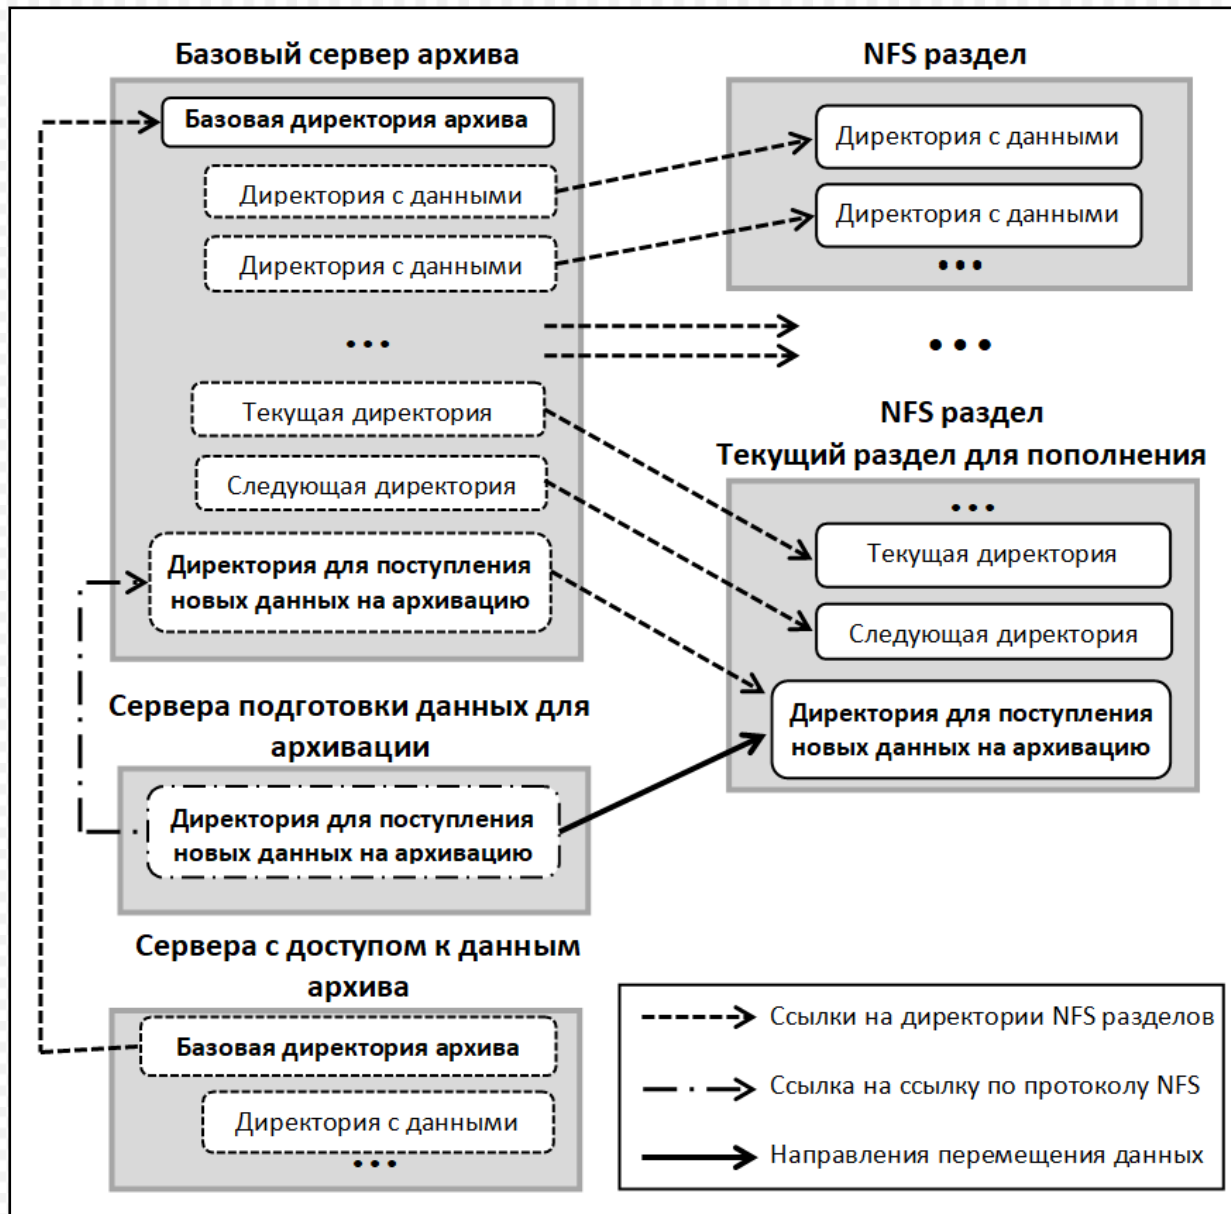 Базовый сервер архива
Базовая директория архива
Директория с данными
Директория с данными
...
Текущая директория
Следующая директория
Директория для поступления
новых данных на архивацию
NFS раздел
Директория с данными
Директория с данными
...
...
NFS раздел
Текущий раздел для пополнения
...
Текущая директория
Следующая директория
Директория для поступления
новых данных на архивацию
Сервера подготовки данных для
архивации
Директория для поступления
новых данных на архивацию
Сервера с доступом к данным
архива
Базовая директория архива
Директория с данными
...
Ссылки на директории NFS разделов
Ссылка на ссылку по протоколу NFS
Направления перемещения данных